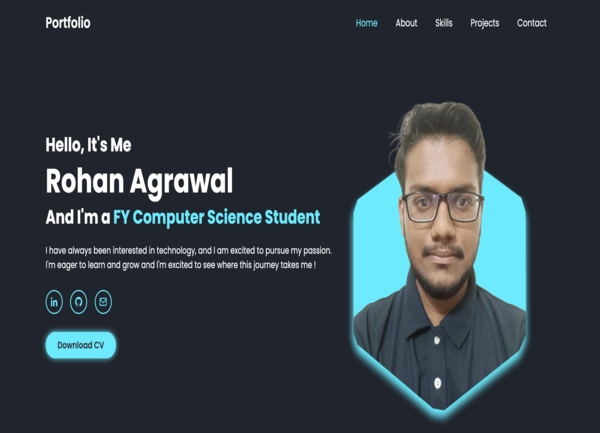 Portfolio
Home About Skills Projects Contact
Hello, It's Me
Rohan Agrawal
And I'm a FY Computer Science Student
I have always been interested in technology, and I am excited to pursue my passion.
I'm eager to learn and grow and I'm excited to see where this journey takes me !
in
Download CV